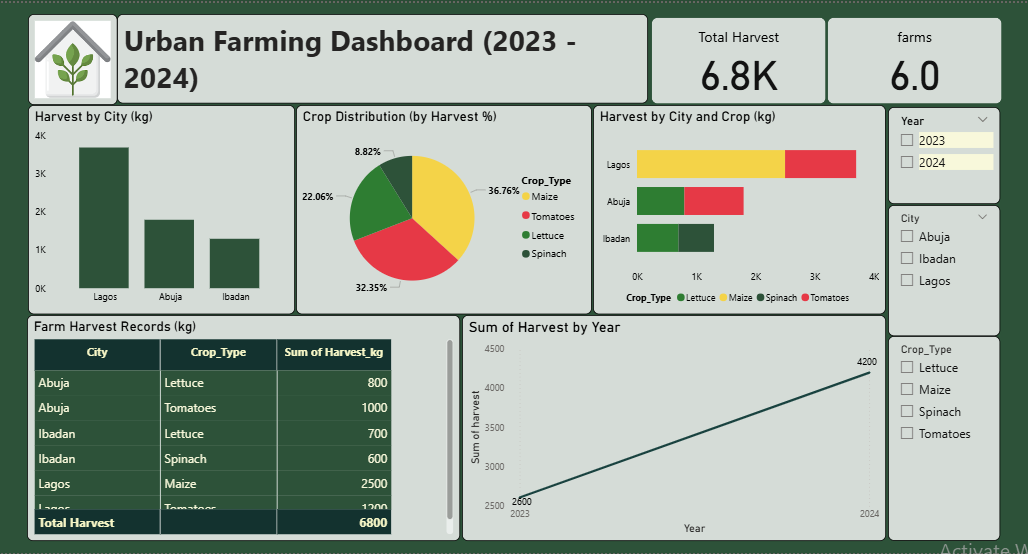 Urban Farming Dashboard (2023 -
2024)
Total Harvest
6.8K
farms
6.0
Harvest by City (kg)
4K
3K
2K
1K
0K
Lagos
Abuja
Ibadan
Crop Distribution (by Harvest %)
8.82%
22.06%
36.76%
32.35%
Crop_Type
Maize
Tomatoes
Lettuce
Spinach
Harvest by City and Crop (kg)
Lagos
Abuja
Ibadan
0K 1K 2K 3K 4K
Crop_Type Lettuce Maize Spinach Tomatoes
Year
2023
2024
City
Abuja
Ibadan
Lagos
Crop_Type
Lettuce
Maize
Spinach
Tomatoes
Farm Harvest Records (kg)
City Crop_Type Sum of Harvest_kg
Abuja Lettuce 800
Abuja Tomatoes 1000
Ibadan Lettuce 700
Ibadan Spinach 600
Lagos Maize 2500
Lagos Tomatoes 1200
Total Harvest 6800
Sum of Harvest by Year
Sum of harvest
4500
4000
3500
3000
2500
4200
2600
2023 2024
Year
Activate W